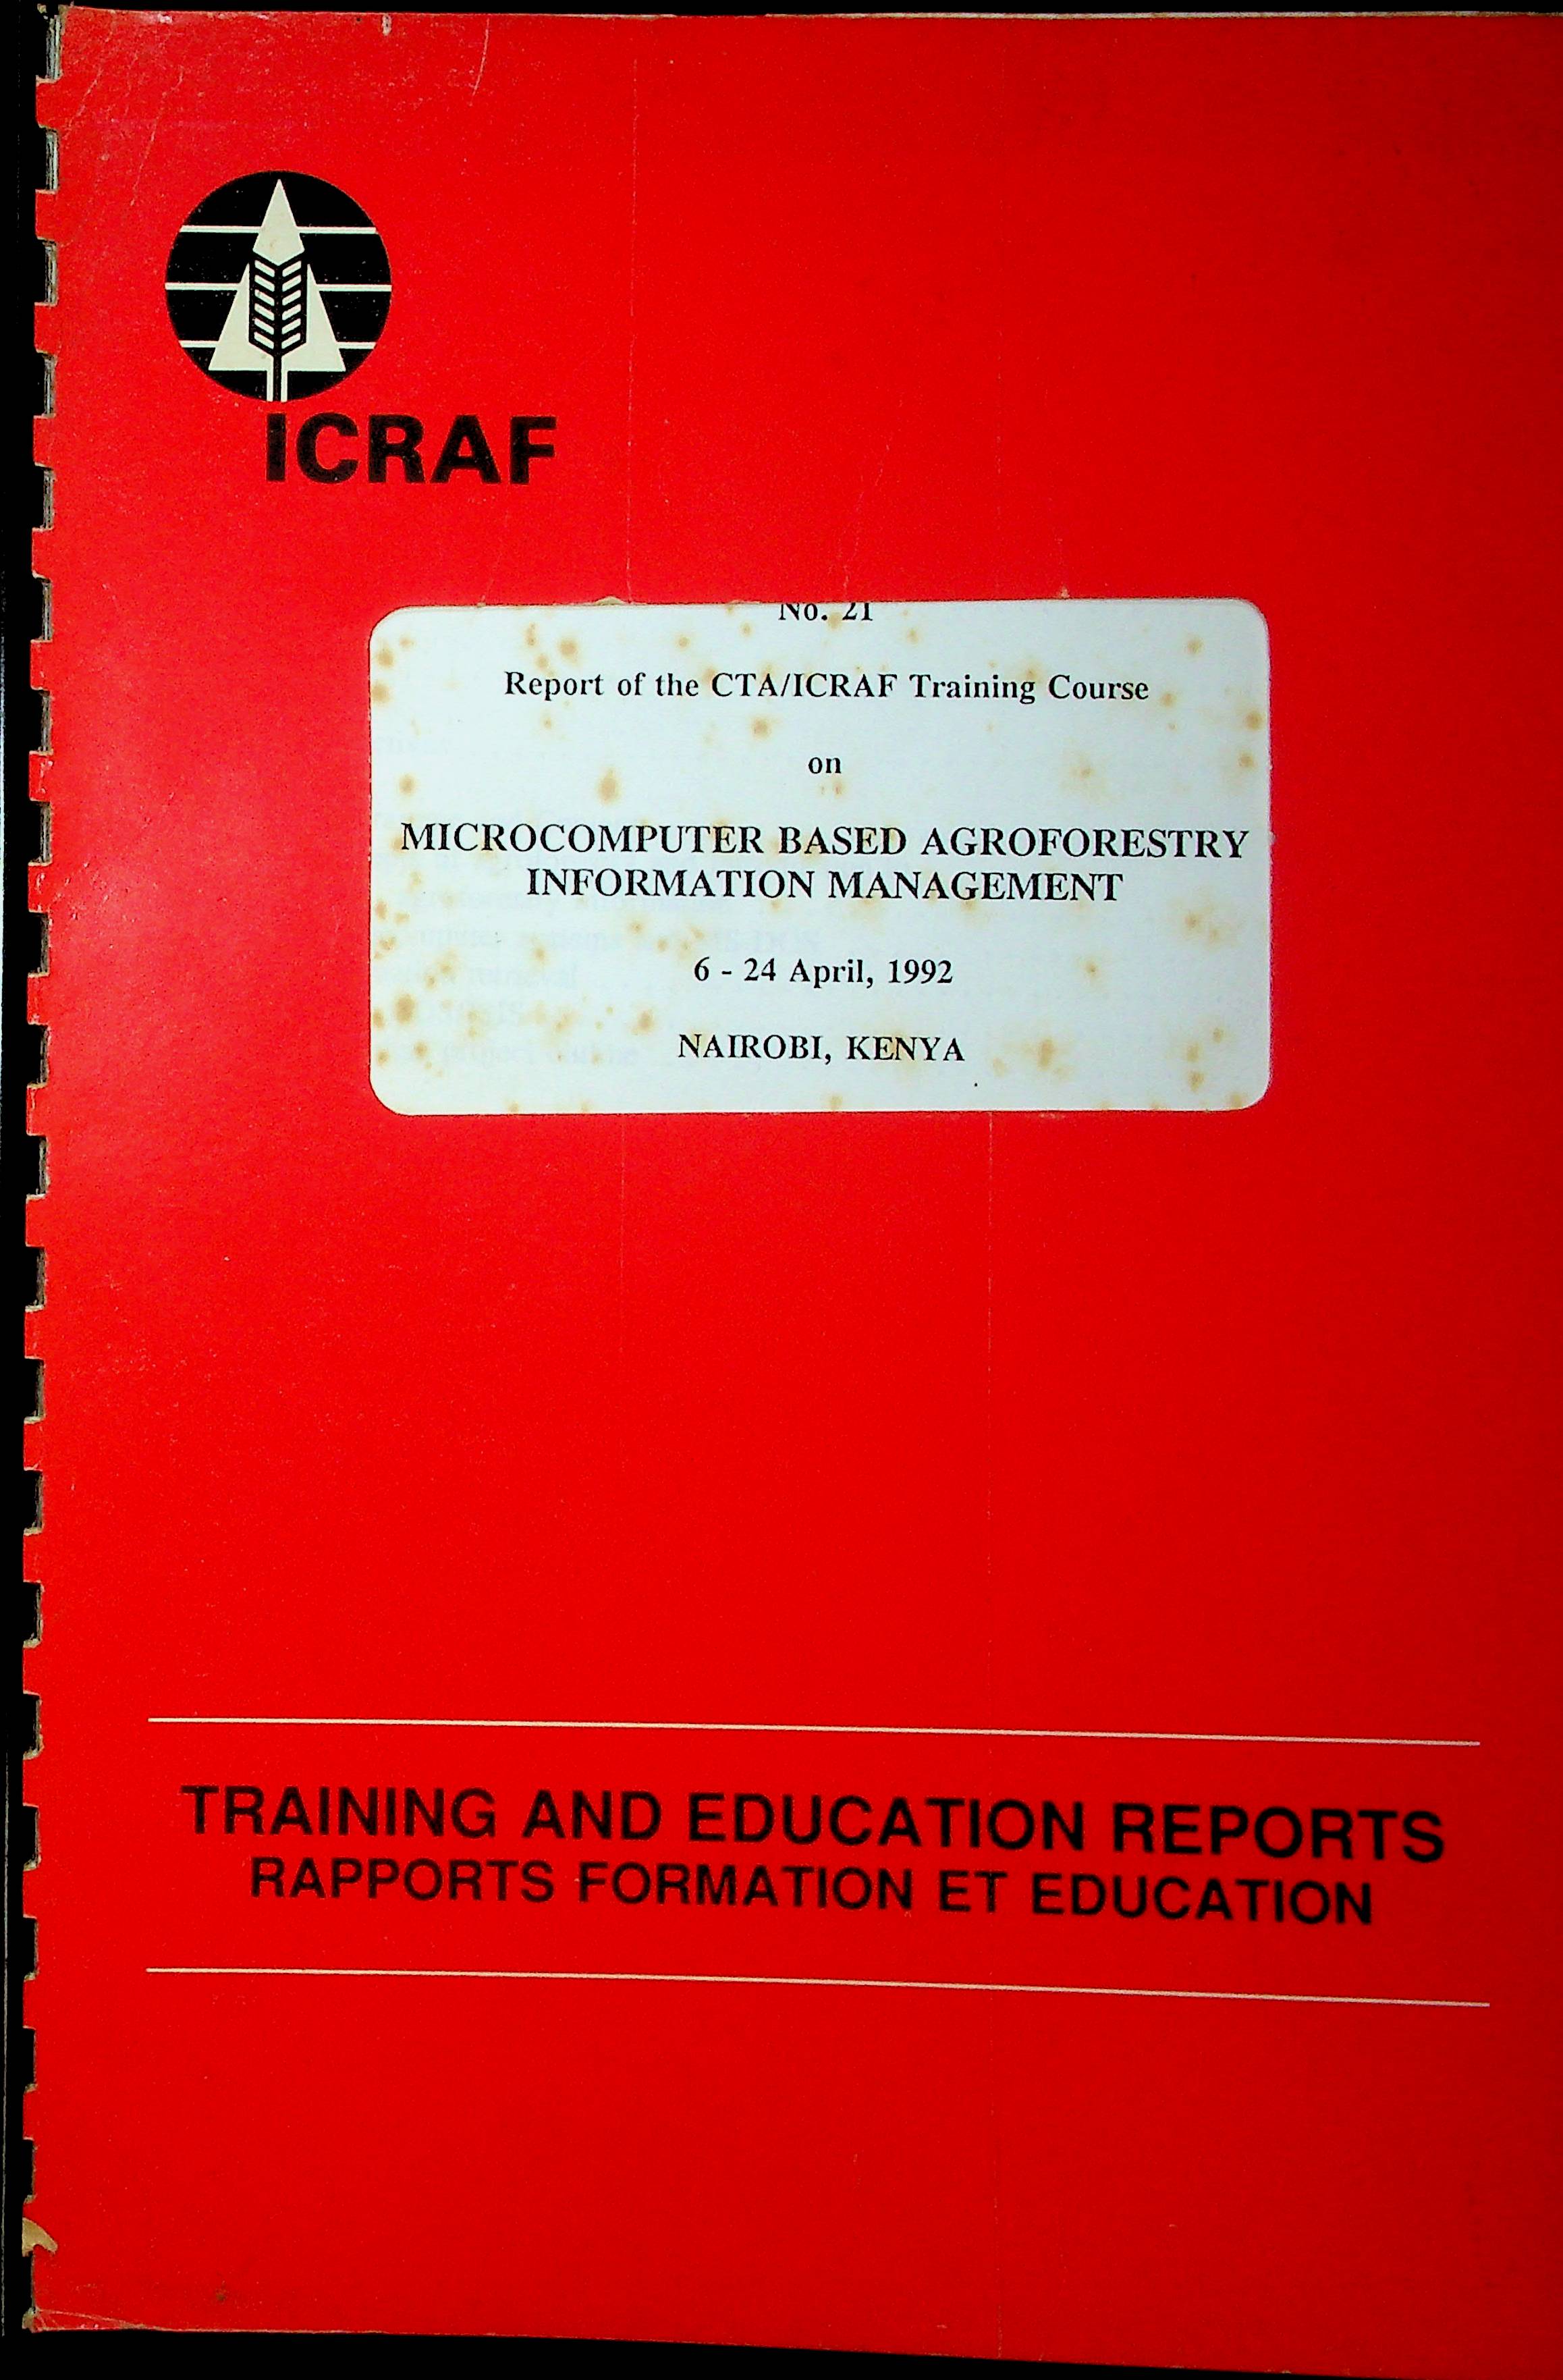 ICRAF
No. 21
Report of the CTA/ICRAF Training Course
on
MICROCOMPUTER BASED AGROFORESTRY
INFORMATION MANAGEMENT
6 - 24 April, 1992
NAIROBI, KENYA
TRAINING AND EDUCATION REPORTS
RAPPORTS FORMATION ET EDUCATION